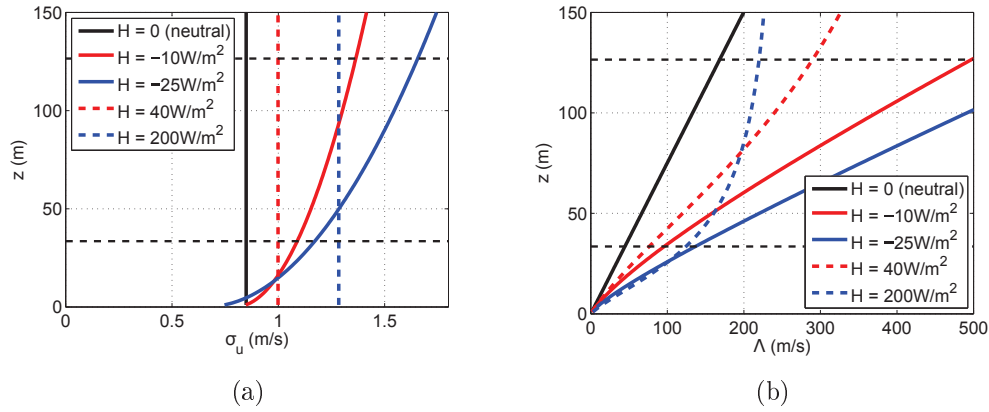 150
100
50
0
z (m)
0
0.5
1
1.5
σu (m/s)
H = 0 (neutral)
H = −10W/m²
H = −25W/m²
H = 40W/m²
H = 200W/m²
(a)
150
100
50
0
z (m)
0
100
200
300
400
500
Λ (m/s)
H = 0 (neutral)
H = −10W/m²
H = −25W/m²
H = 40W/m²
H = 200W/m²
(b)